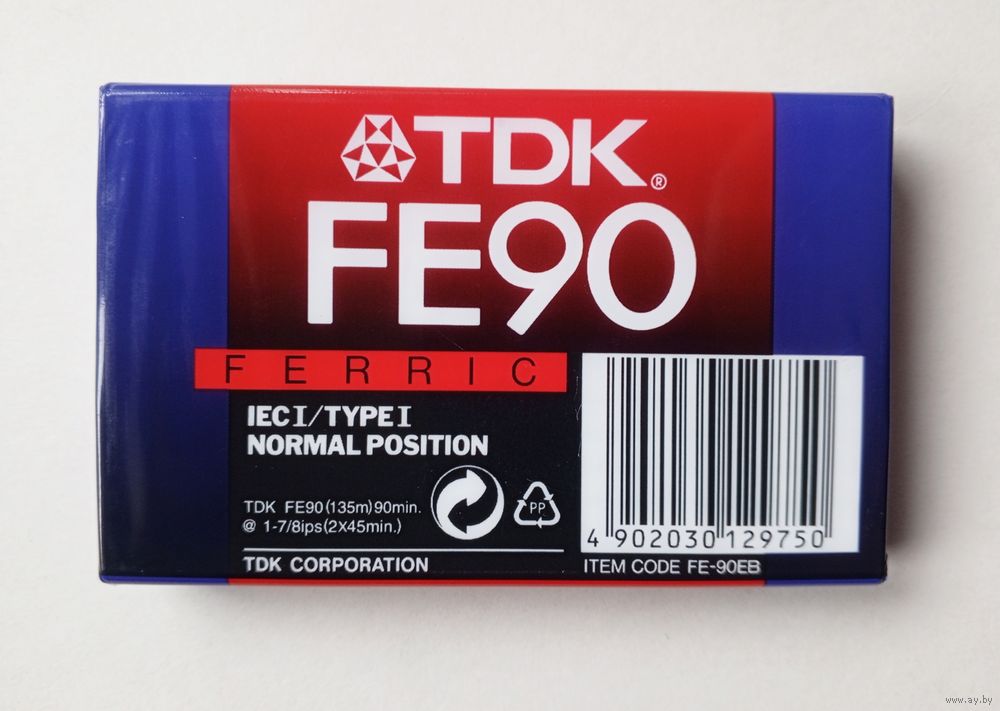 TDK®
FE90
FERRIC
IEC I/TYPE I
NORMAL POSITION
TDK FE90(135m)90min.
@ 1-7/8ips(2X45min.)
PP
TDK CORPORATION
4 902030 129750
ITEM CODE FE-90EB
www.ay.by